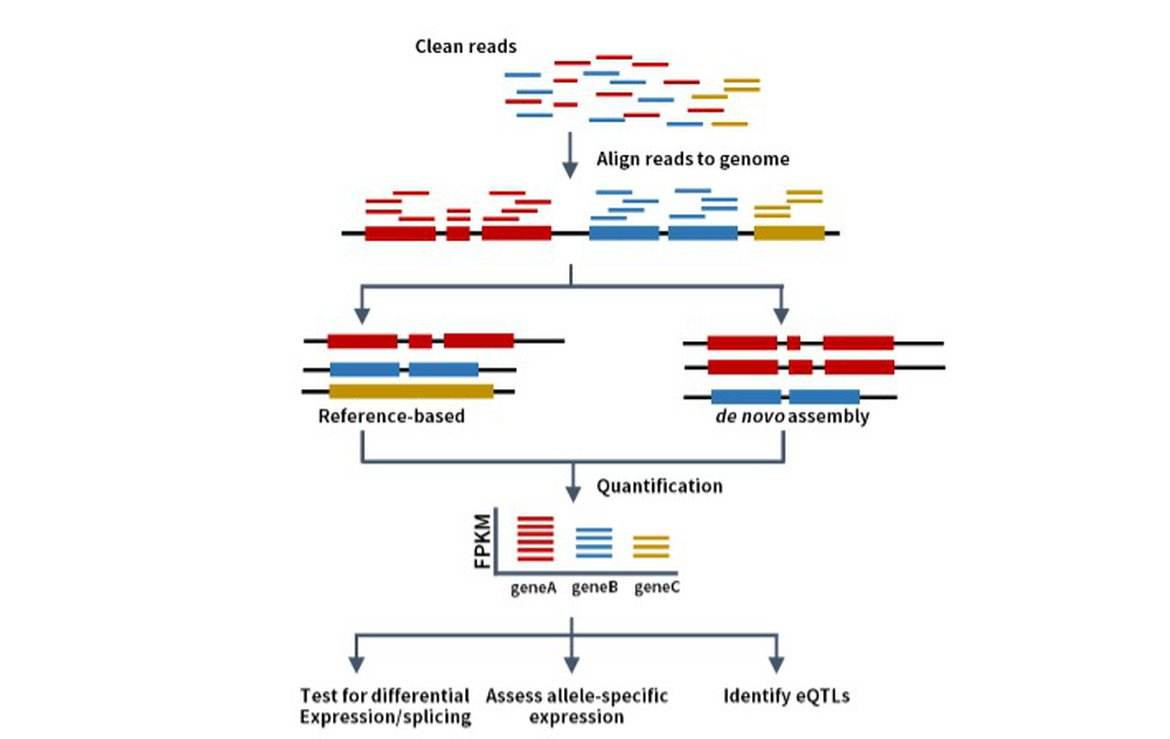 Clean reads
Align reads to genome
Reference-based
de novo assembly
Quantification
FPKM
geneA geneB geneC
Test for differential
Expression/splicing
Assess allele-specific
expression
Identify eQTLs